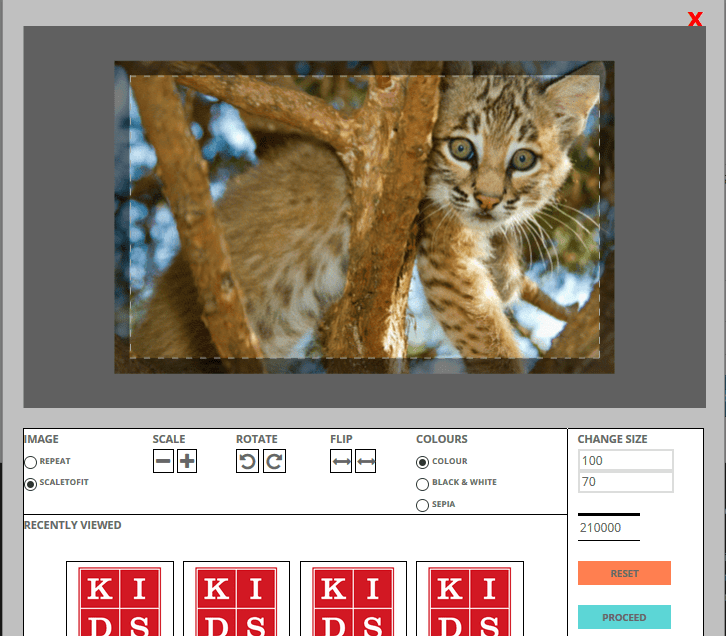 X
IMAGE SCALE ROTATE FLIP COLOURS CHANGE SIZE
REPEAT COLOUR 100
SCALETOFIT BLACK & WHITE 70
SEPIA
RECENTLY VIEWED 210000
RESET
K I K I K I K I
D S D S D S D S
PROCEED